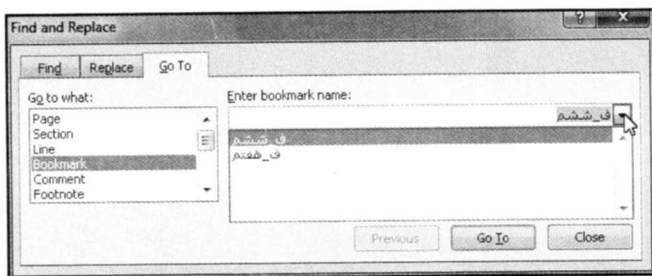 Find and Replace
Find Replace Go To
Go to what:
Page
Section
Line
Bookmark
Comment
Footnote
Enter bookmark name:
ف_ششم
ف_ششم
ف_هفتم
Previous Go To Close